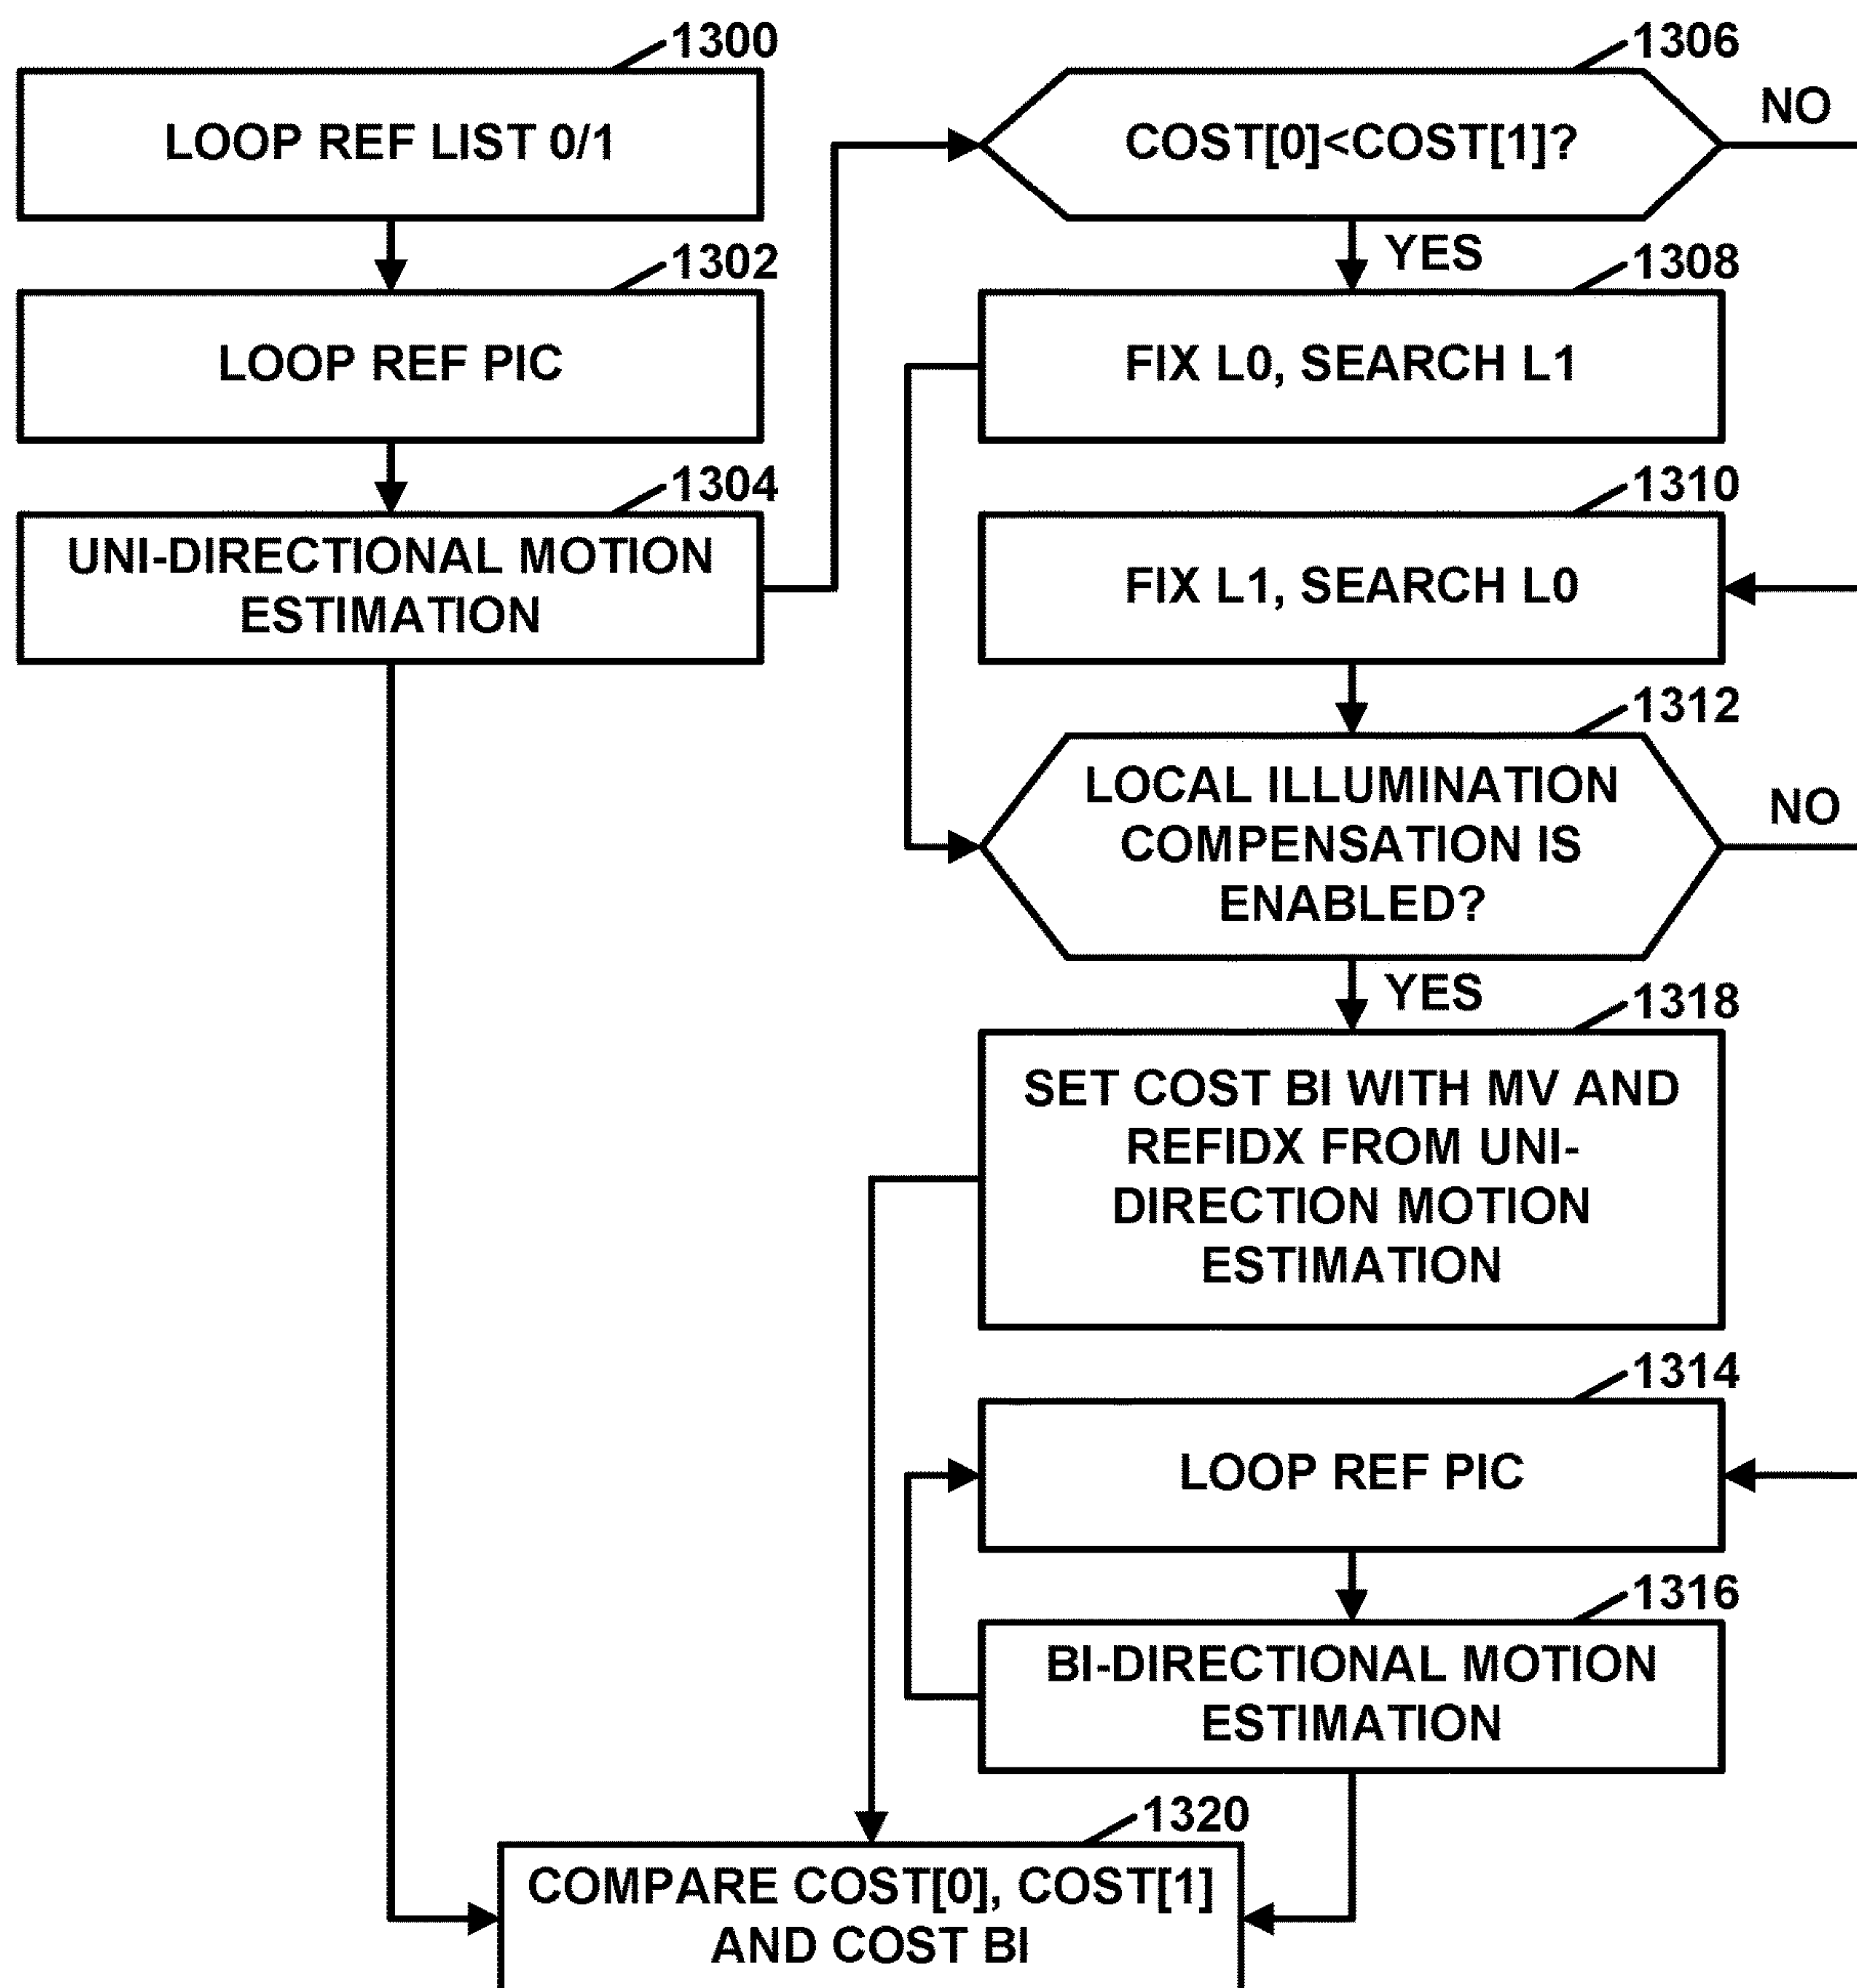 1300
LOOP REF LIST 0/1
1302
LOOP REF PIC
1304
UNI-DIRECTIONAL MOTION
ESTIMATION
1306
COST[0]<COST[1]?
NO
YES
1308
FIX L0, SEARCH L1
1310
FIX L1, SEARCH L0
1312
LOCAL ILLUMINATION
COMPENSATION IS
ENABLED?
NO
YES
1318
SET COST BI WITH MV AND
REFIDX FROM UNI-
DIRECTION MOTION
ESTIMATION
1314
LOOP REF PIC
1316
BI-DIRECTIONAL MOTION
ESTIMATION
1320
COMPARE COST[0], COST[1]
AND COST BI